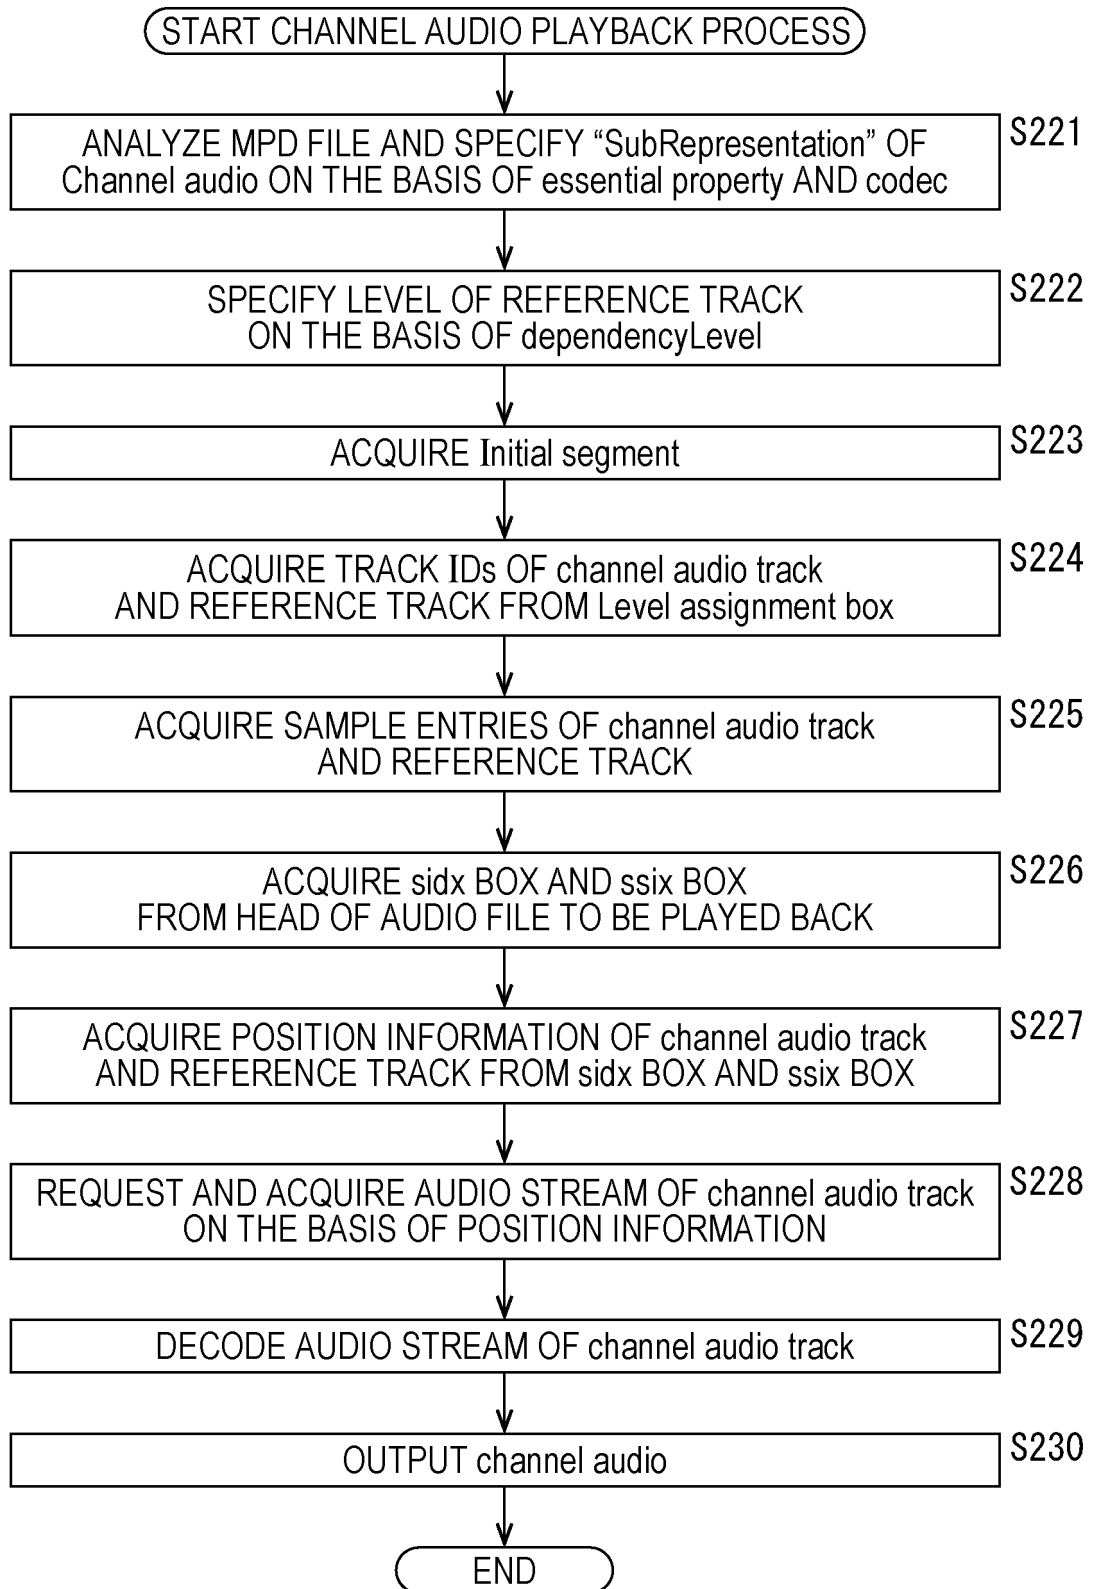 START CHANNEL AUDIO PLAYBACK PROCESS
S221
ANALYZE MPD FILE AND SPECIFY “SubRepresentation” OF
Channel audio ON THE BASIS OF essential property AND codec
S222
SPECIFY LEVEL OF REFERENCE TRACK
ON THE BASIS OF dependencyLevel
S223
ACQUIRE Initial segment
S224
ACQUIRE TRACK IDs OF channel audio track
AND REFERENCE TRACK FROM Level assignment box
S225
ACQUIRE SAMPLE ENTRIES OF channel audio track
AND REFERENCE TRACK
S226
ACQUIRE sidx BOX AND ssix BOX
FROM HEAD OF AUDIO FILE TO BE PLAYED BACK
S227
ACQUIRE POSITION INFORMATION OF channel audio track
AND REFERENCE TRACK FROM sidx BOX AND ssix BOX
S228
REQUEST AND ACQUIRE AUDIO STREAM OF channel audio track
ON THE BASIS OF POSITION INFORMATION
S229
DECODE AUDIO STREAM OF channel audio track
S230
OUTPUT channel audio
END